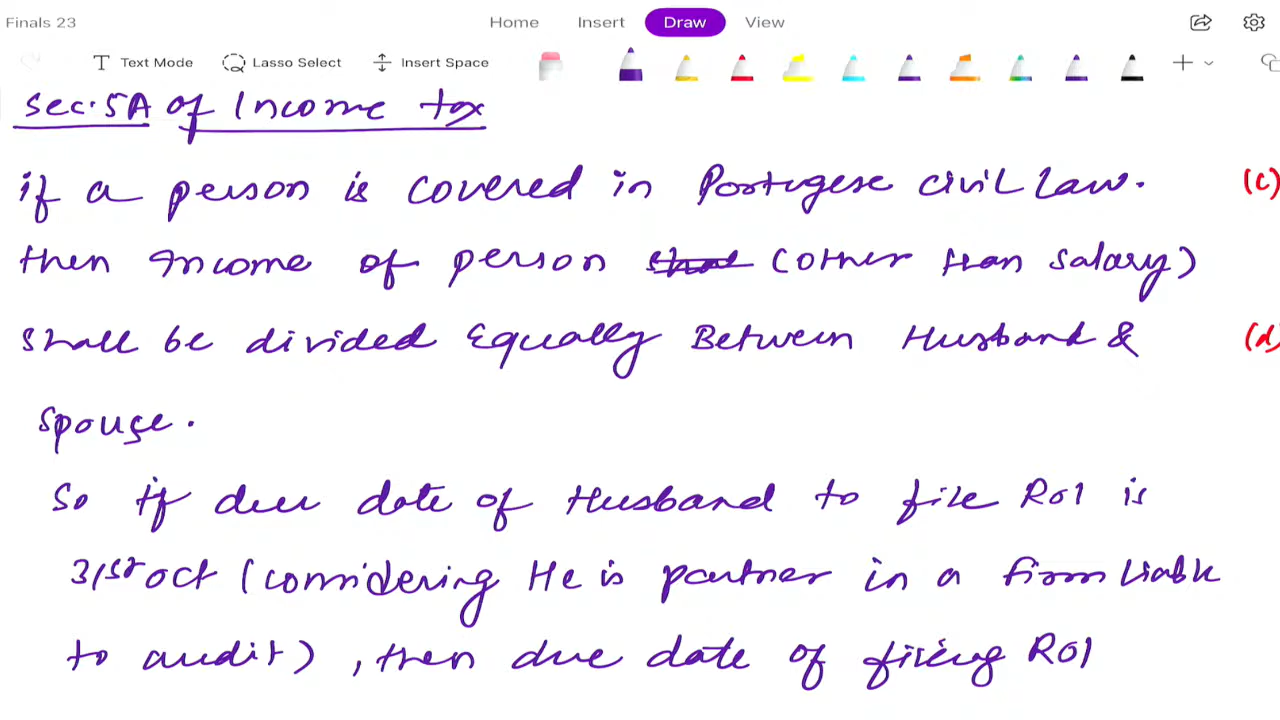 Finals 23
Home Insert Draw View
Text Mode Lasso Select Insert Space
Sec. 5A of Income tax
if a person is covered in Portugese civil law. (c)
then Income of person (other than salary)
shall be divided Equally Between Husband & (d)
spouse.
So if due date of Husband to file ROI is
31st oct (considering He is partner in a firm liable
to audit), then due date of filing ROI